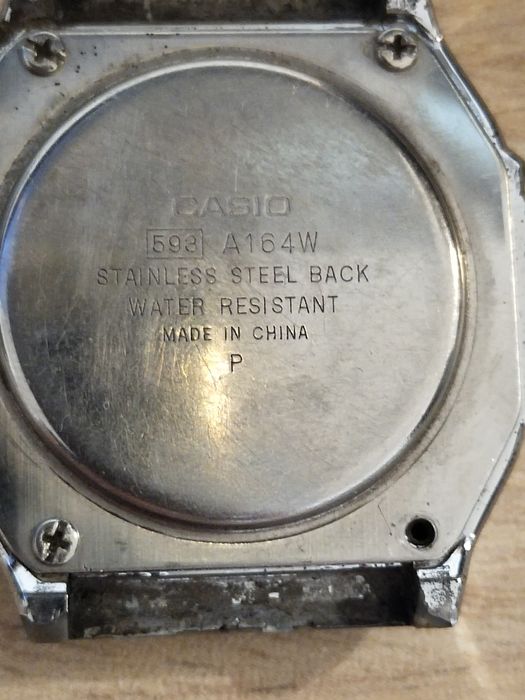 CASIO
593 A164W
STAINLESS STEEL BACK
WATER RESISTANT
MADE IN CHINA
P